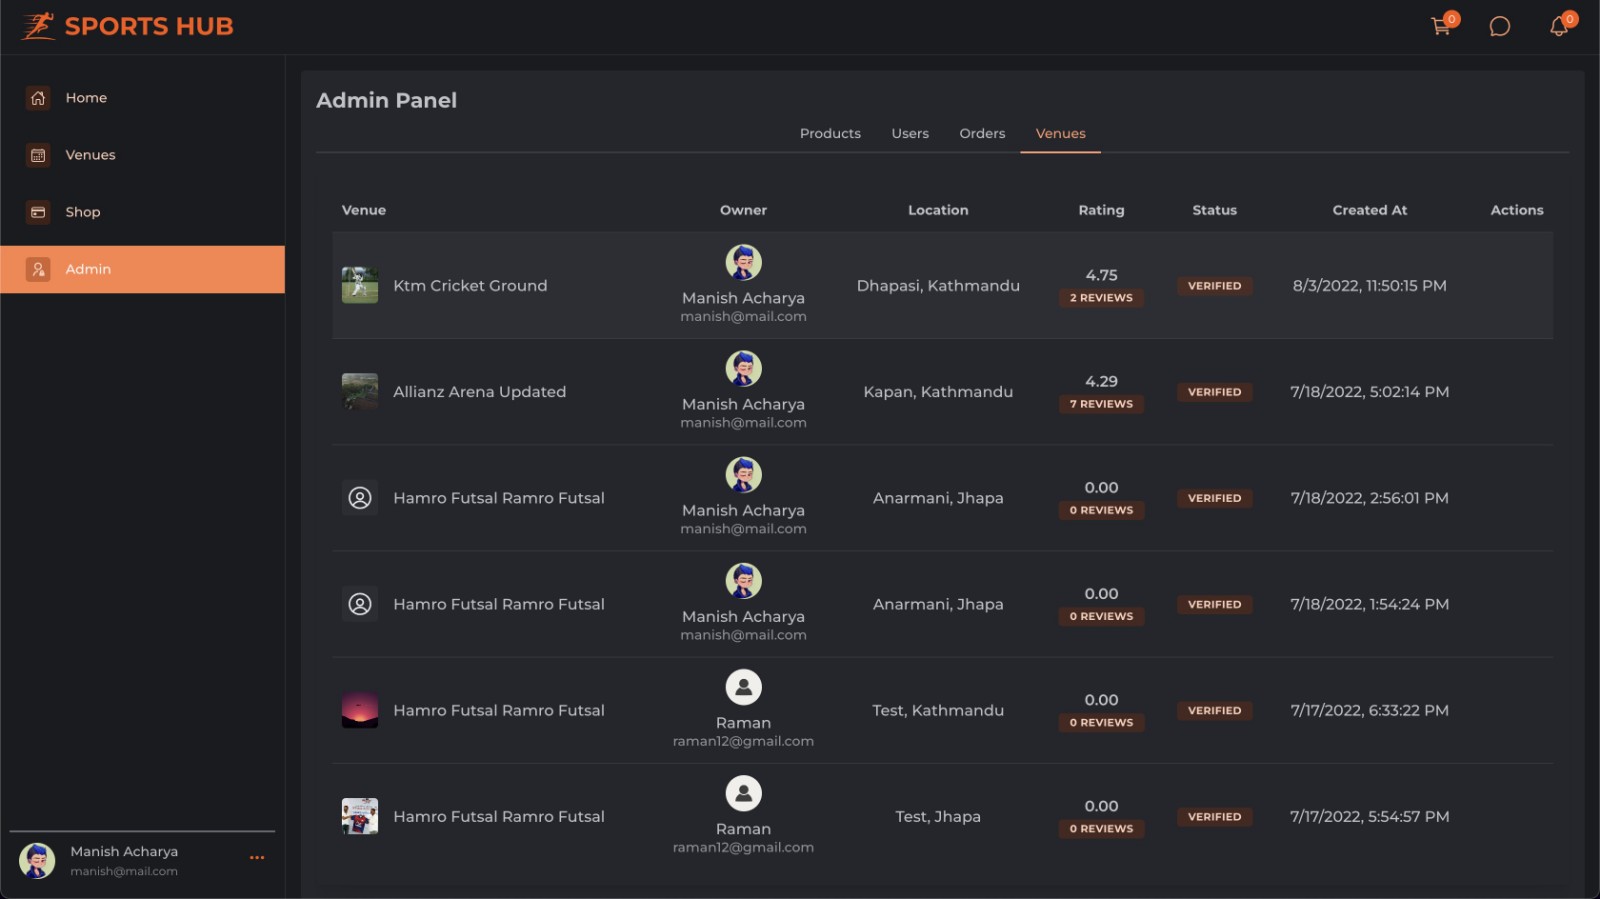 SPORTS HUB
0
0
Home
Venues
Shop
Admin
Admin Panel
Products Users Orders Venues
Venue Owner Location Rating Status Created At Actions
Ktm Cricket Ground
Manish Acharya
manish@mail.com
Dhapasi, Kathmandu
4.75
2 REVIEWS
VERIFIED
8/3/2022, 11:50:15 PM
Allianz Arena Updated
Manish Acharya
manish@mail.com
Kapan, Kathmandu
4.29
7 REVIEWS
VERIFIED
7/18/2022, 5:02:14 PM
Hamro Futsal Ramro Futsal
Manish Acharya
manish@mail.com
Anarmani, Jhapa
0.00
0 REVIEWS
VERIFIED
7/18/2022, 2:56:01 PM
Hamro Futsal Ramro Futsal
Manish Acharya
manish@mail.com
Anarmani, Jhapa
0.00
0 REVIEWS
VERIFIED
7/18/2022, 1:54:24 PM
Hamro Futsal Ramro Futsal
Raman
raman12@gmail.com
Test, Kathmandu
0.00
0 REVIEWS
VERIFIED
7/17/2022, 6:33:22 PM
Hamro Futsal Ramro Futsal
Raman
raman12@gmail.com
Test, Jhapa
0.00
0 REVIEWS
VERIFIED
7/17/2022, 5:54:57 PM
Manish Acharya
manish@mail.com